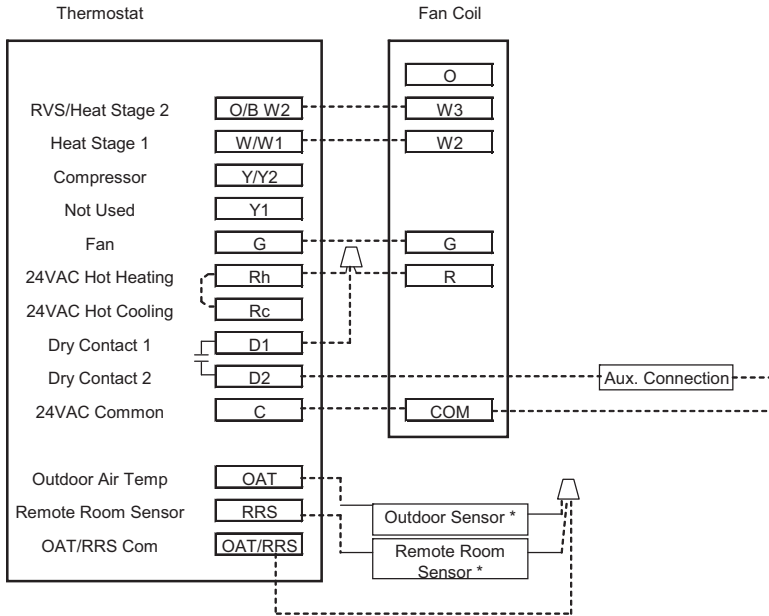 Thermostat Fan Coil
O
RVS/Heat Stage 2 O/B W2 W3
Heat Stage 1 W/W1 W2
Compressor Y/Y2
Not Used Y1
Fan G G
24VAC Hot Heating Rh R
24VAC Hot Cooling Rc
Dry Contact 1 D1
Dry Contact 2 D2 Aux. Connection
24VAC Common C COM
Outdoor Air Temp OAT
Remote Room Sensor RRS
OAT/RRS Com OAT/RRS
Outdoor Sensor *
Remote Room
Sensor *